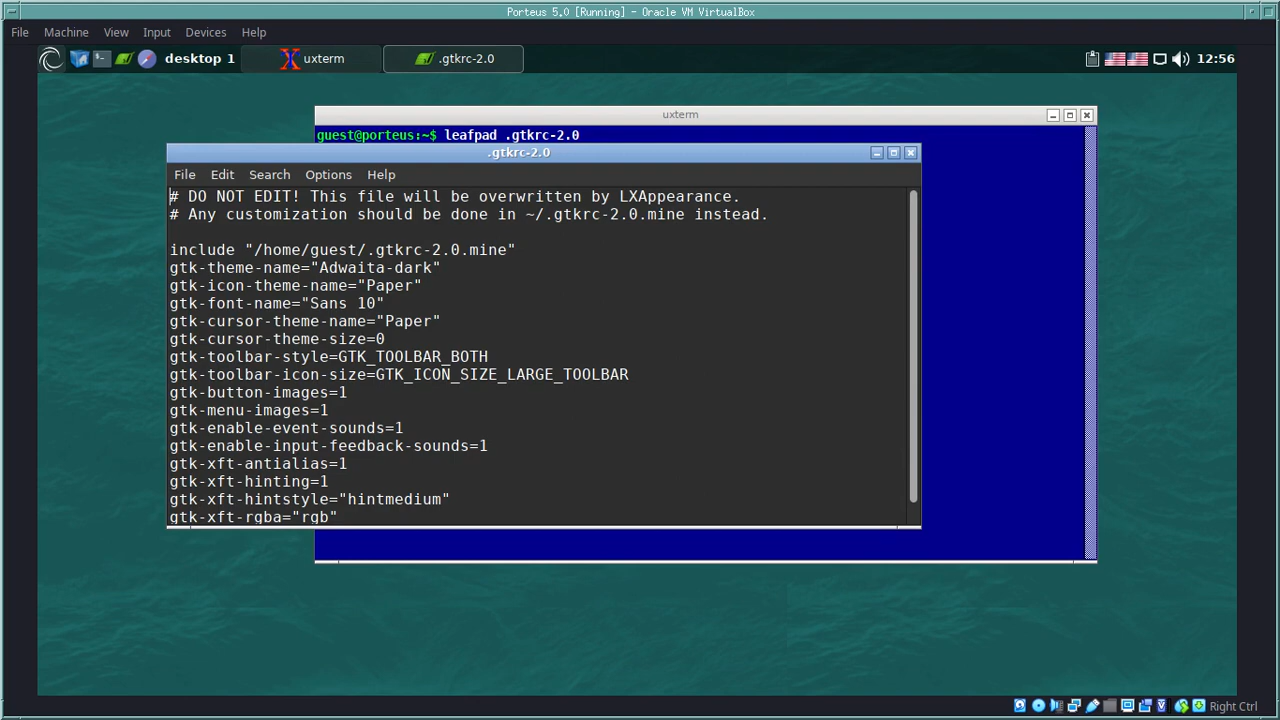 Porteus 5.0 [Running] - Oracle VM VirtualBox
File Machine View Input Devices Help
desktop 1 uxterm .gtkrc-2.0 12:56
uxterm
guest@porteus:~$ leafpad .gtkrc-2.0
.gtkrc-2.0
File Edit Search Options Help
# DO NOT EDIT! This file will be overwritten by LXAppearance.
# Any customization should be done in ~/.gtkrc-2.0.mine instead.
include "/home/guest/.gtkrc-2.0.mine"
gtk-theme-name="Adwaita-dark"
gtk-icon-theme-name="Paper"
gtk-font-name="Sans 10"
gtk-cursor-theme-name="Paper"
gtk-cursor-theme-size=0
gtk-toolbar-style=GTK_TOOLBAR_BOTH
gtk-toolbar-icon-size=GTK_ICON_SIZE_LARGE_TOOLBAR
gtk-button-images=1
gtk-menu-images=1
gtk-enable-event-sounds=1
gtk-enable-input-feedback-sounds=1
gtk-xft-antialias=1
gtk-xft-hinting=1
gtk-xft-hintstyle="hintmedium"
gtk-xft-rgba="rgb"
Right Ctrl